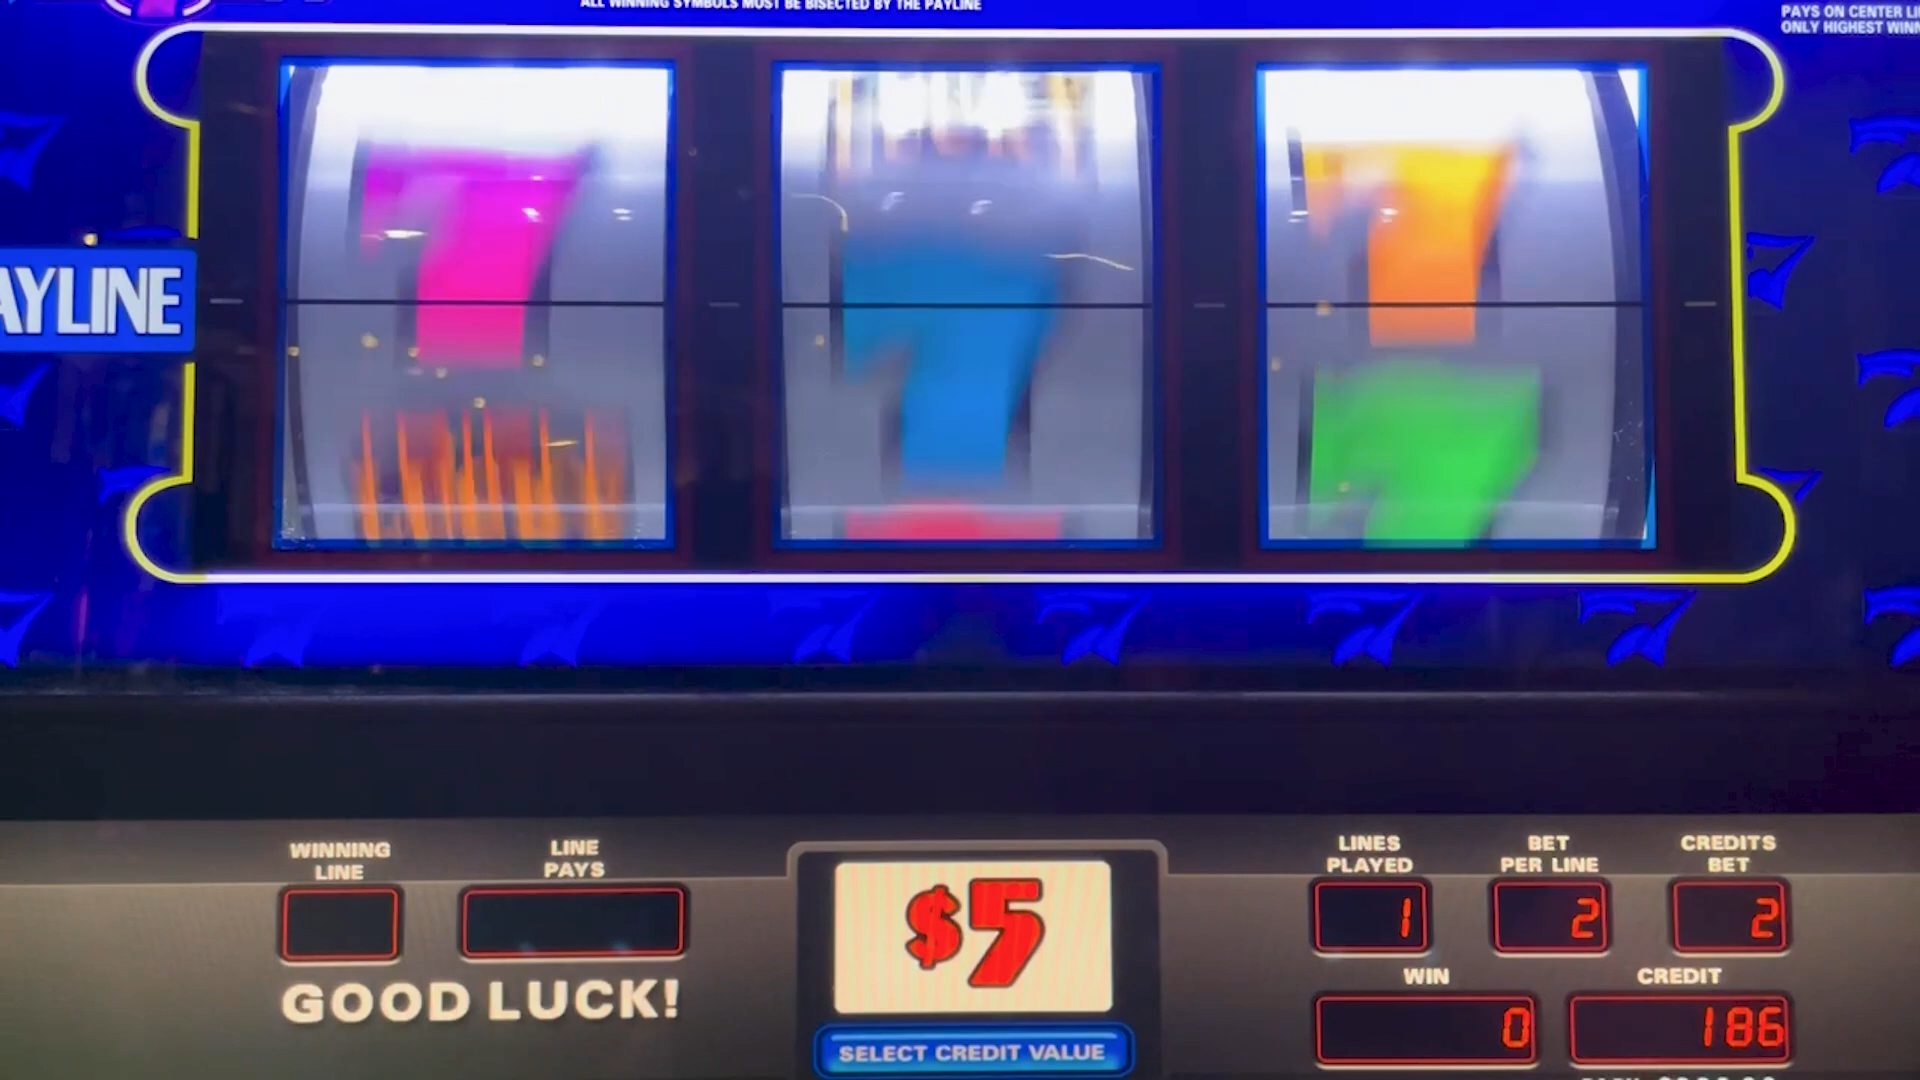 ALL WINNING SYMBOLS MUST BE BISECTED BY THE PAYLINE
PAYS ON CENTER
ONLY HIGHEST
AYLINE
WINNING
LINE
LINE
PAYS
$5
SELECT CREDIT VALUE
GOOD LUCK!
LINES
PLAYED
1
BET
PER LINE
2
CREDITS
BET
2
WIN
0
CREDIT
186